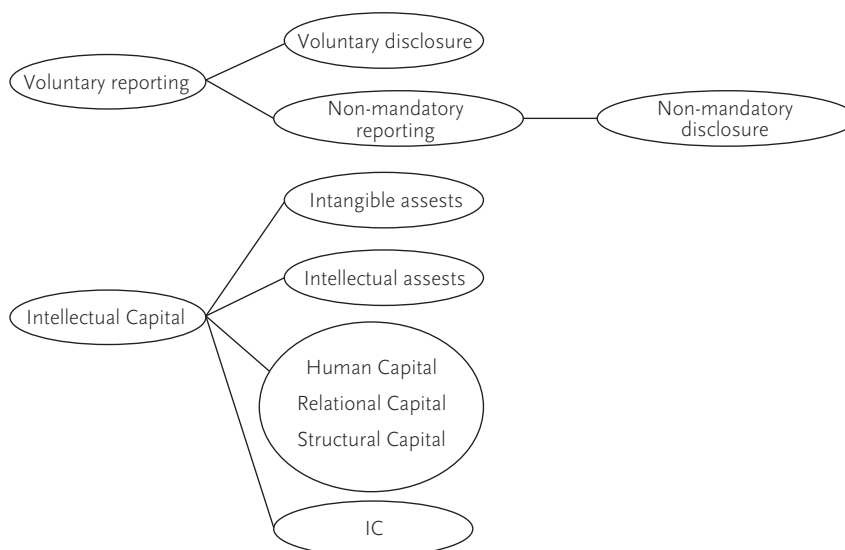 Voluntary disclosure
Voluntary reporting
Non-mandatory
reporting
Non-mandatory
disclosure
Intangible assests
Intellectual assests
Intellectual Capital
Human Capital
Relational Capital
Structural Capital
IC